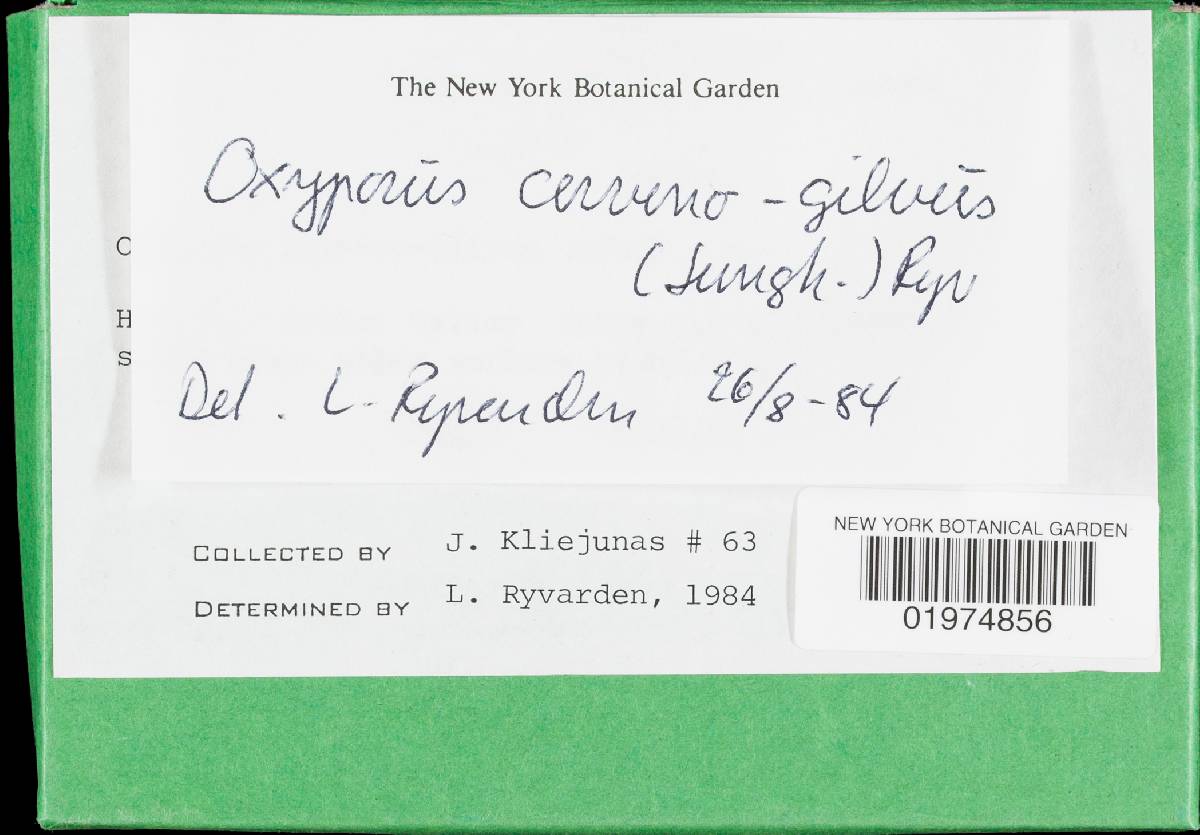 The New York Botanical Garden
Oxyporus cervino-gilvus
(Jungh.) Ryv
Det. L. Ryvarden 26/8-84
C
H
S
COLLECTED BY J. Kliejunas # 63
DETERMINED BY L. Ryvarden, 1984
NEW YORK BOTANICAL GARDEN
01974856